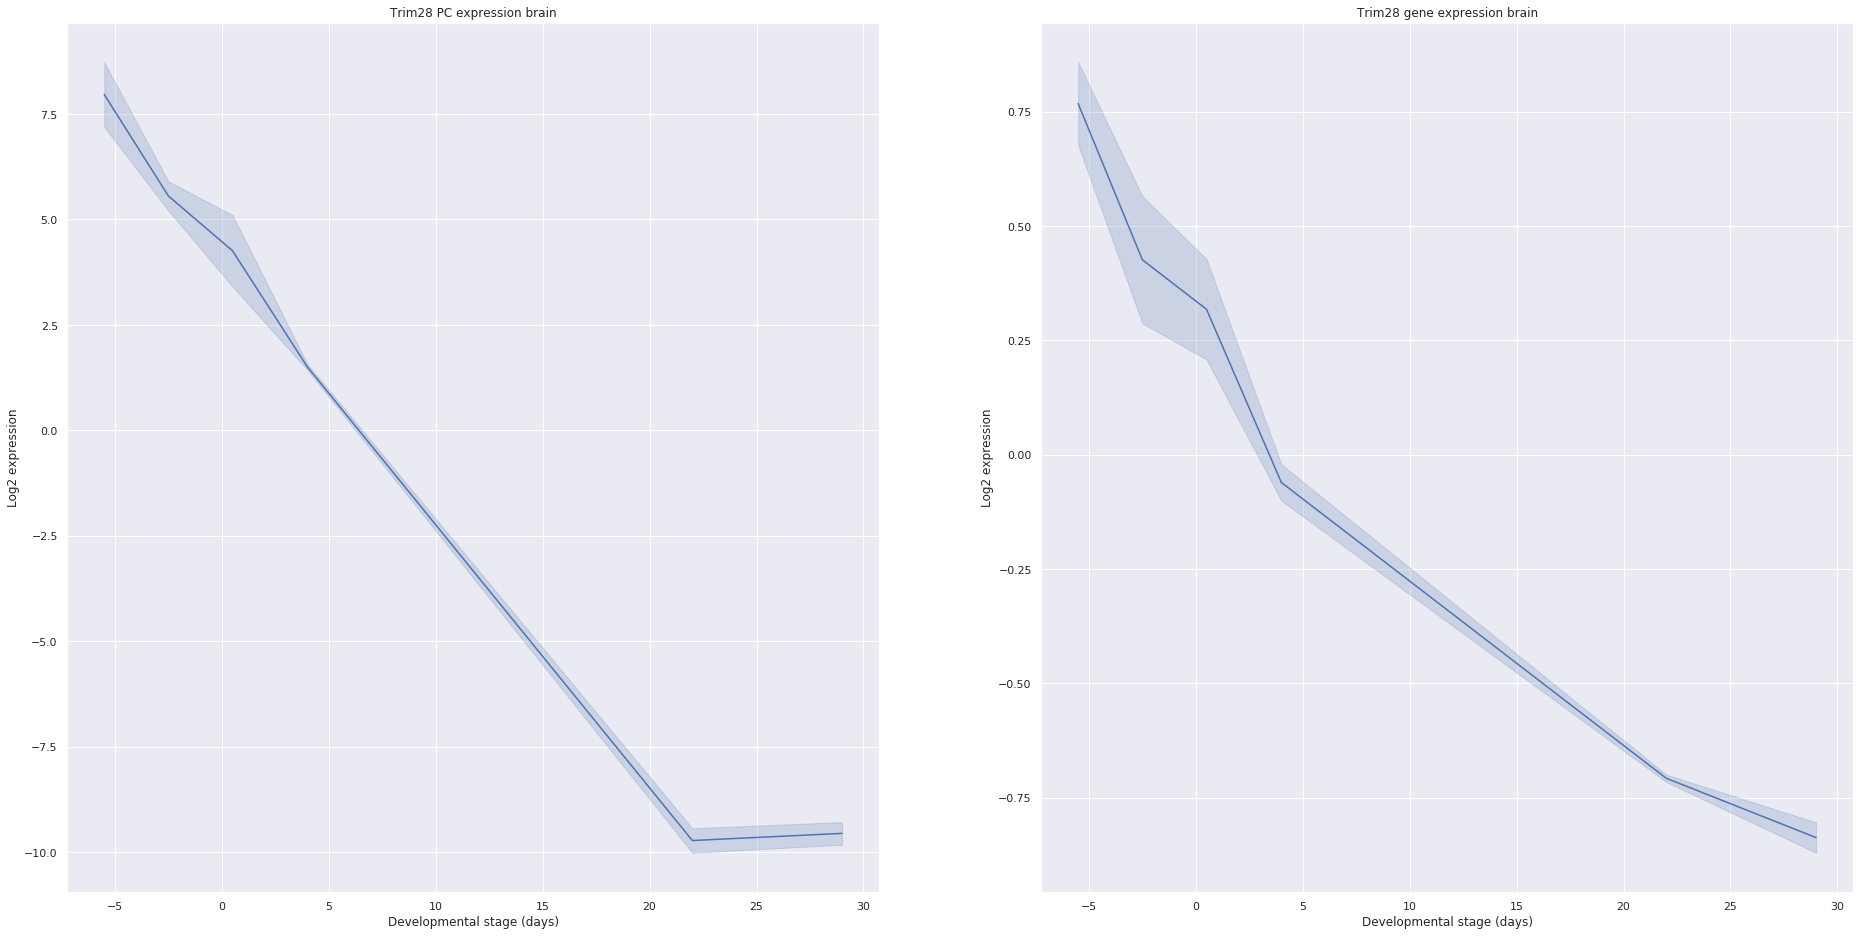 Trim28 PC expression brain
Log2 expression
7.5
5.0
2.5
0.0
−2.5
−5.0
−7.5
−10.0
−5 0 5 10 15 20 25 30
Developmental stage (days)
Trim28 gene expression brain
Log2 expression
0.75
0.50
0.25
0.00
−0.25
−0.50
−0.75
−5 0 5 10 15 20 25 30
Developmental stage (days)